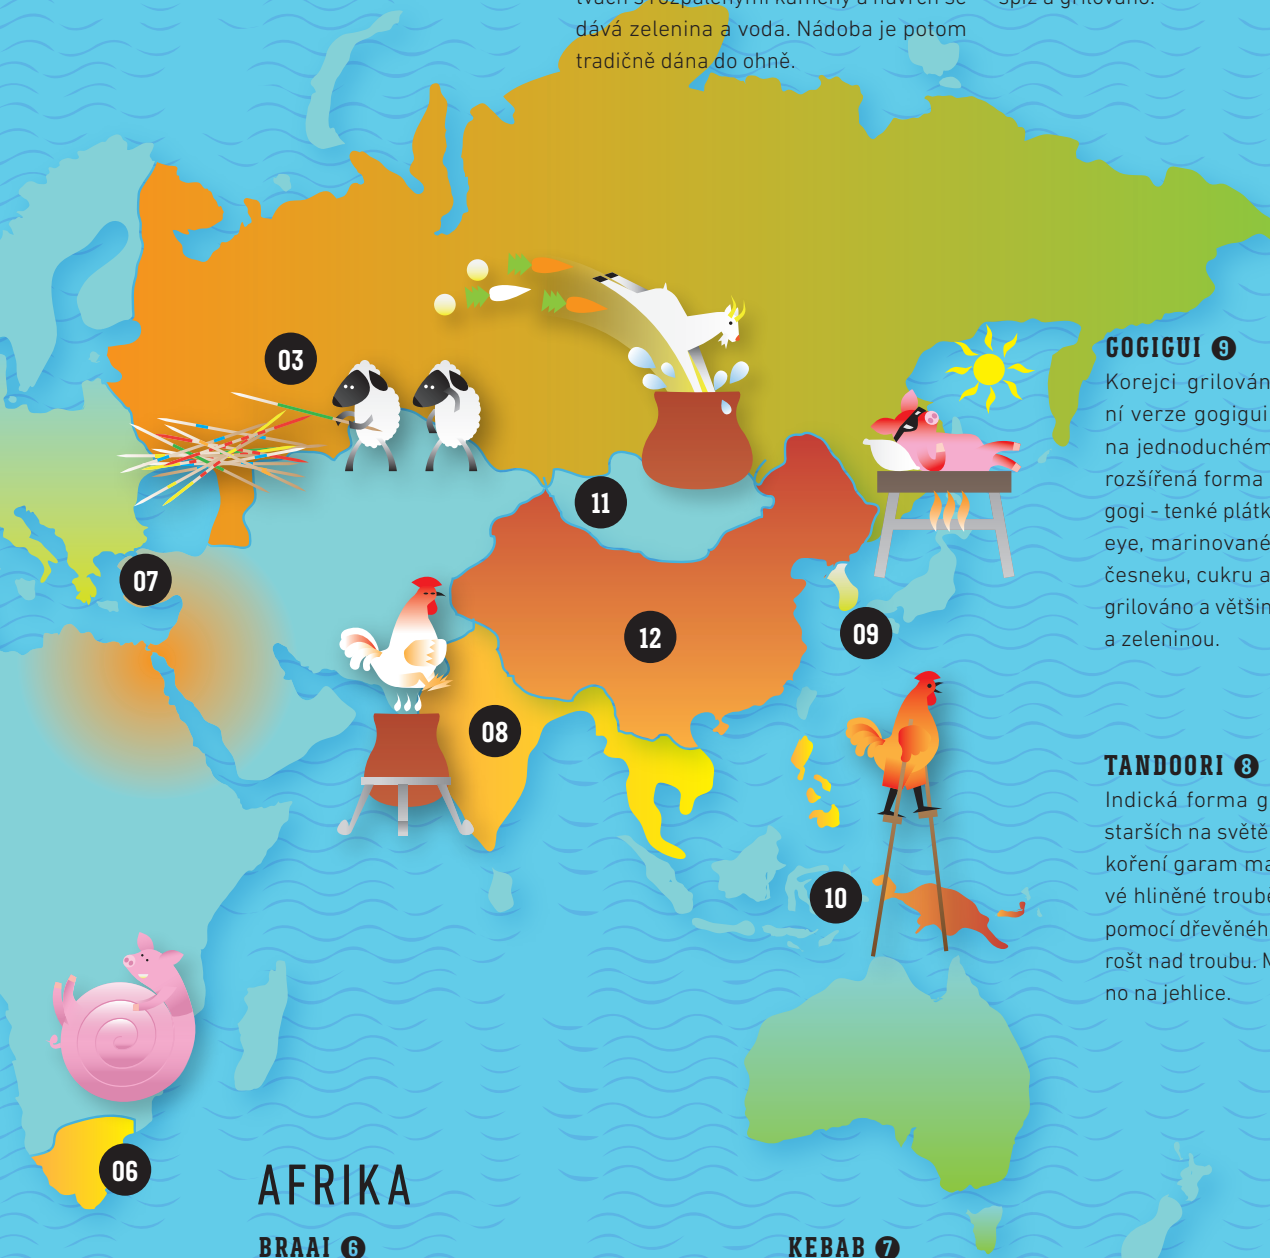 dává zelenina a voda. Nádoba je potom
tradičně dána do ohně.
špíz a grilováno.
03
11
07
12
09
08
10
06
GOGIGUI 9
Korejci grilován
ní verze gogigui
na jednoduchém
rozšířená forma
gogi - tenké plátk
eye, marinované
česneku, cukru a
grilováno a většin
a zeleninou.
TANDOORI 8
Indická forma g
starších na světě
koření garam ma
vé hliněné troubě
pomocí dřevěnéh
rošt nad troubu. M
no na jehlice.
AFRIKA
BRAAI 6
KEBAB 7